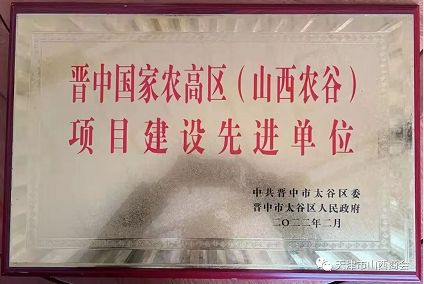 晋中国家农高区（山西农谷）
项目建设先进单位
中共晋中市太谷区委
晋中市太谷区人民政府
二〇二二年二月
天津市山西商会